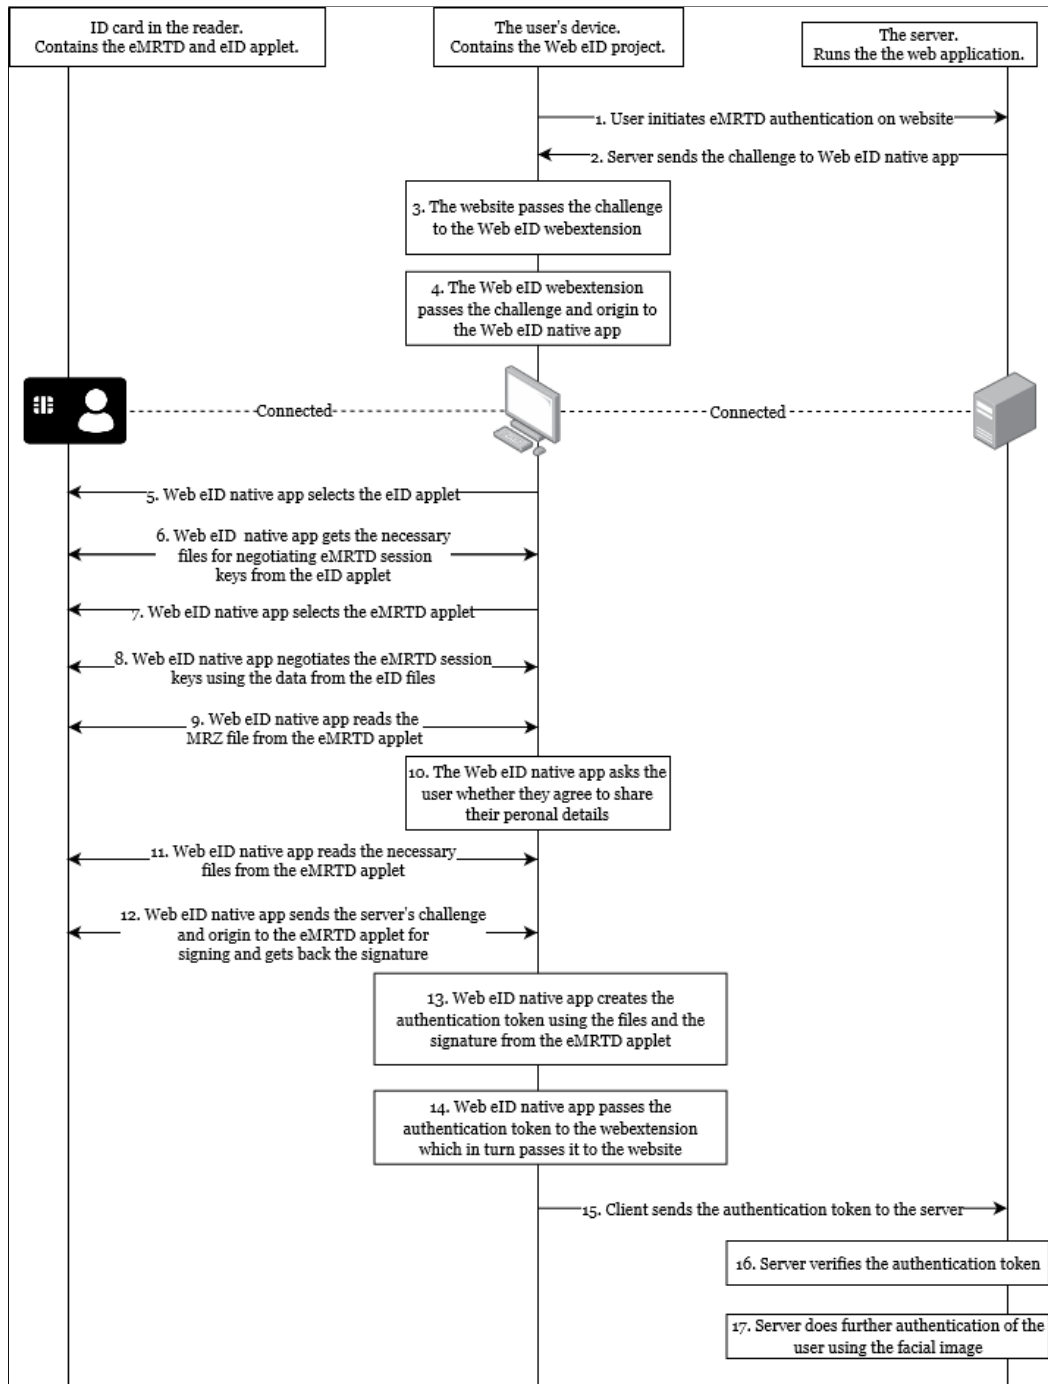 ID card in the reader.
Contains the eMRTD and eID applet.
The user's device.
Contains the Web eID project.
The server.
Runs the the web application.
1. User initiates eMRTD authentication on website
2. Server sends the challenge to Web eID native app
3. The website passes the challenge
to the Web eID webextension
4. The Web eID webextension
passes the challenge and origin to
the Web eID native app
Connected
Connected
5. Web eID native app selects the eID applet
6. Web eID native app gets the necessary
files for negotiating eMRTD session
keys from the eID applet
7. Web eID native app selects the eMRTD applet
8. Web eID native app negotiates the eMRTD session
keys using the data from the eID files
9. Web eID native app reads the
MRZ file from the eMRTD applet
10. The Web eID native app asks the
user whether they agree to share
their peronal details
11. Web eID native app reads the necessary
files from the eMRTD applet
12. Web eID native app sends the server's challenge
and origin to the eMRTD applet for
signing and gets back the signature
13. Web eID native app creates the
authentication token using the files and the
signature from the eMRTD applet
14. Web eID native app passes the
authentication token to the webextension
which in turn passes it to the website
15. Client sends the authentication token to the server
16. Server verifies the authentication token
17. Server does further authentication of the
user using the facial image